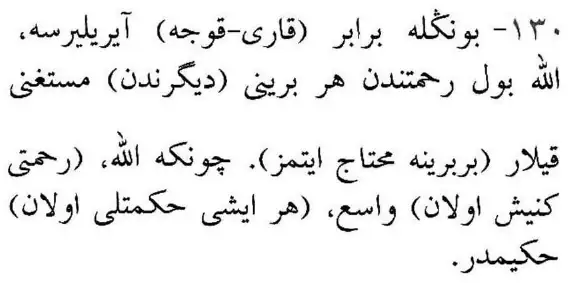 ۱۳۰- بونڭله برابر (قاری-قوجه) آیریلیرسه،
الله بول رحمتندن هر برینی (دیگرندن) مستغنی
قیلار (بربرینه محتاج ایتمز). چونکه الله، (رحمتی
کنیش اولان) واسع، (هر ایشی حکمتلی اولان)
حکیمدر.